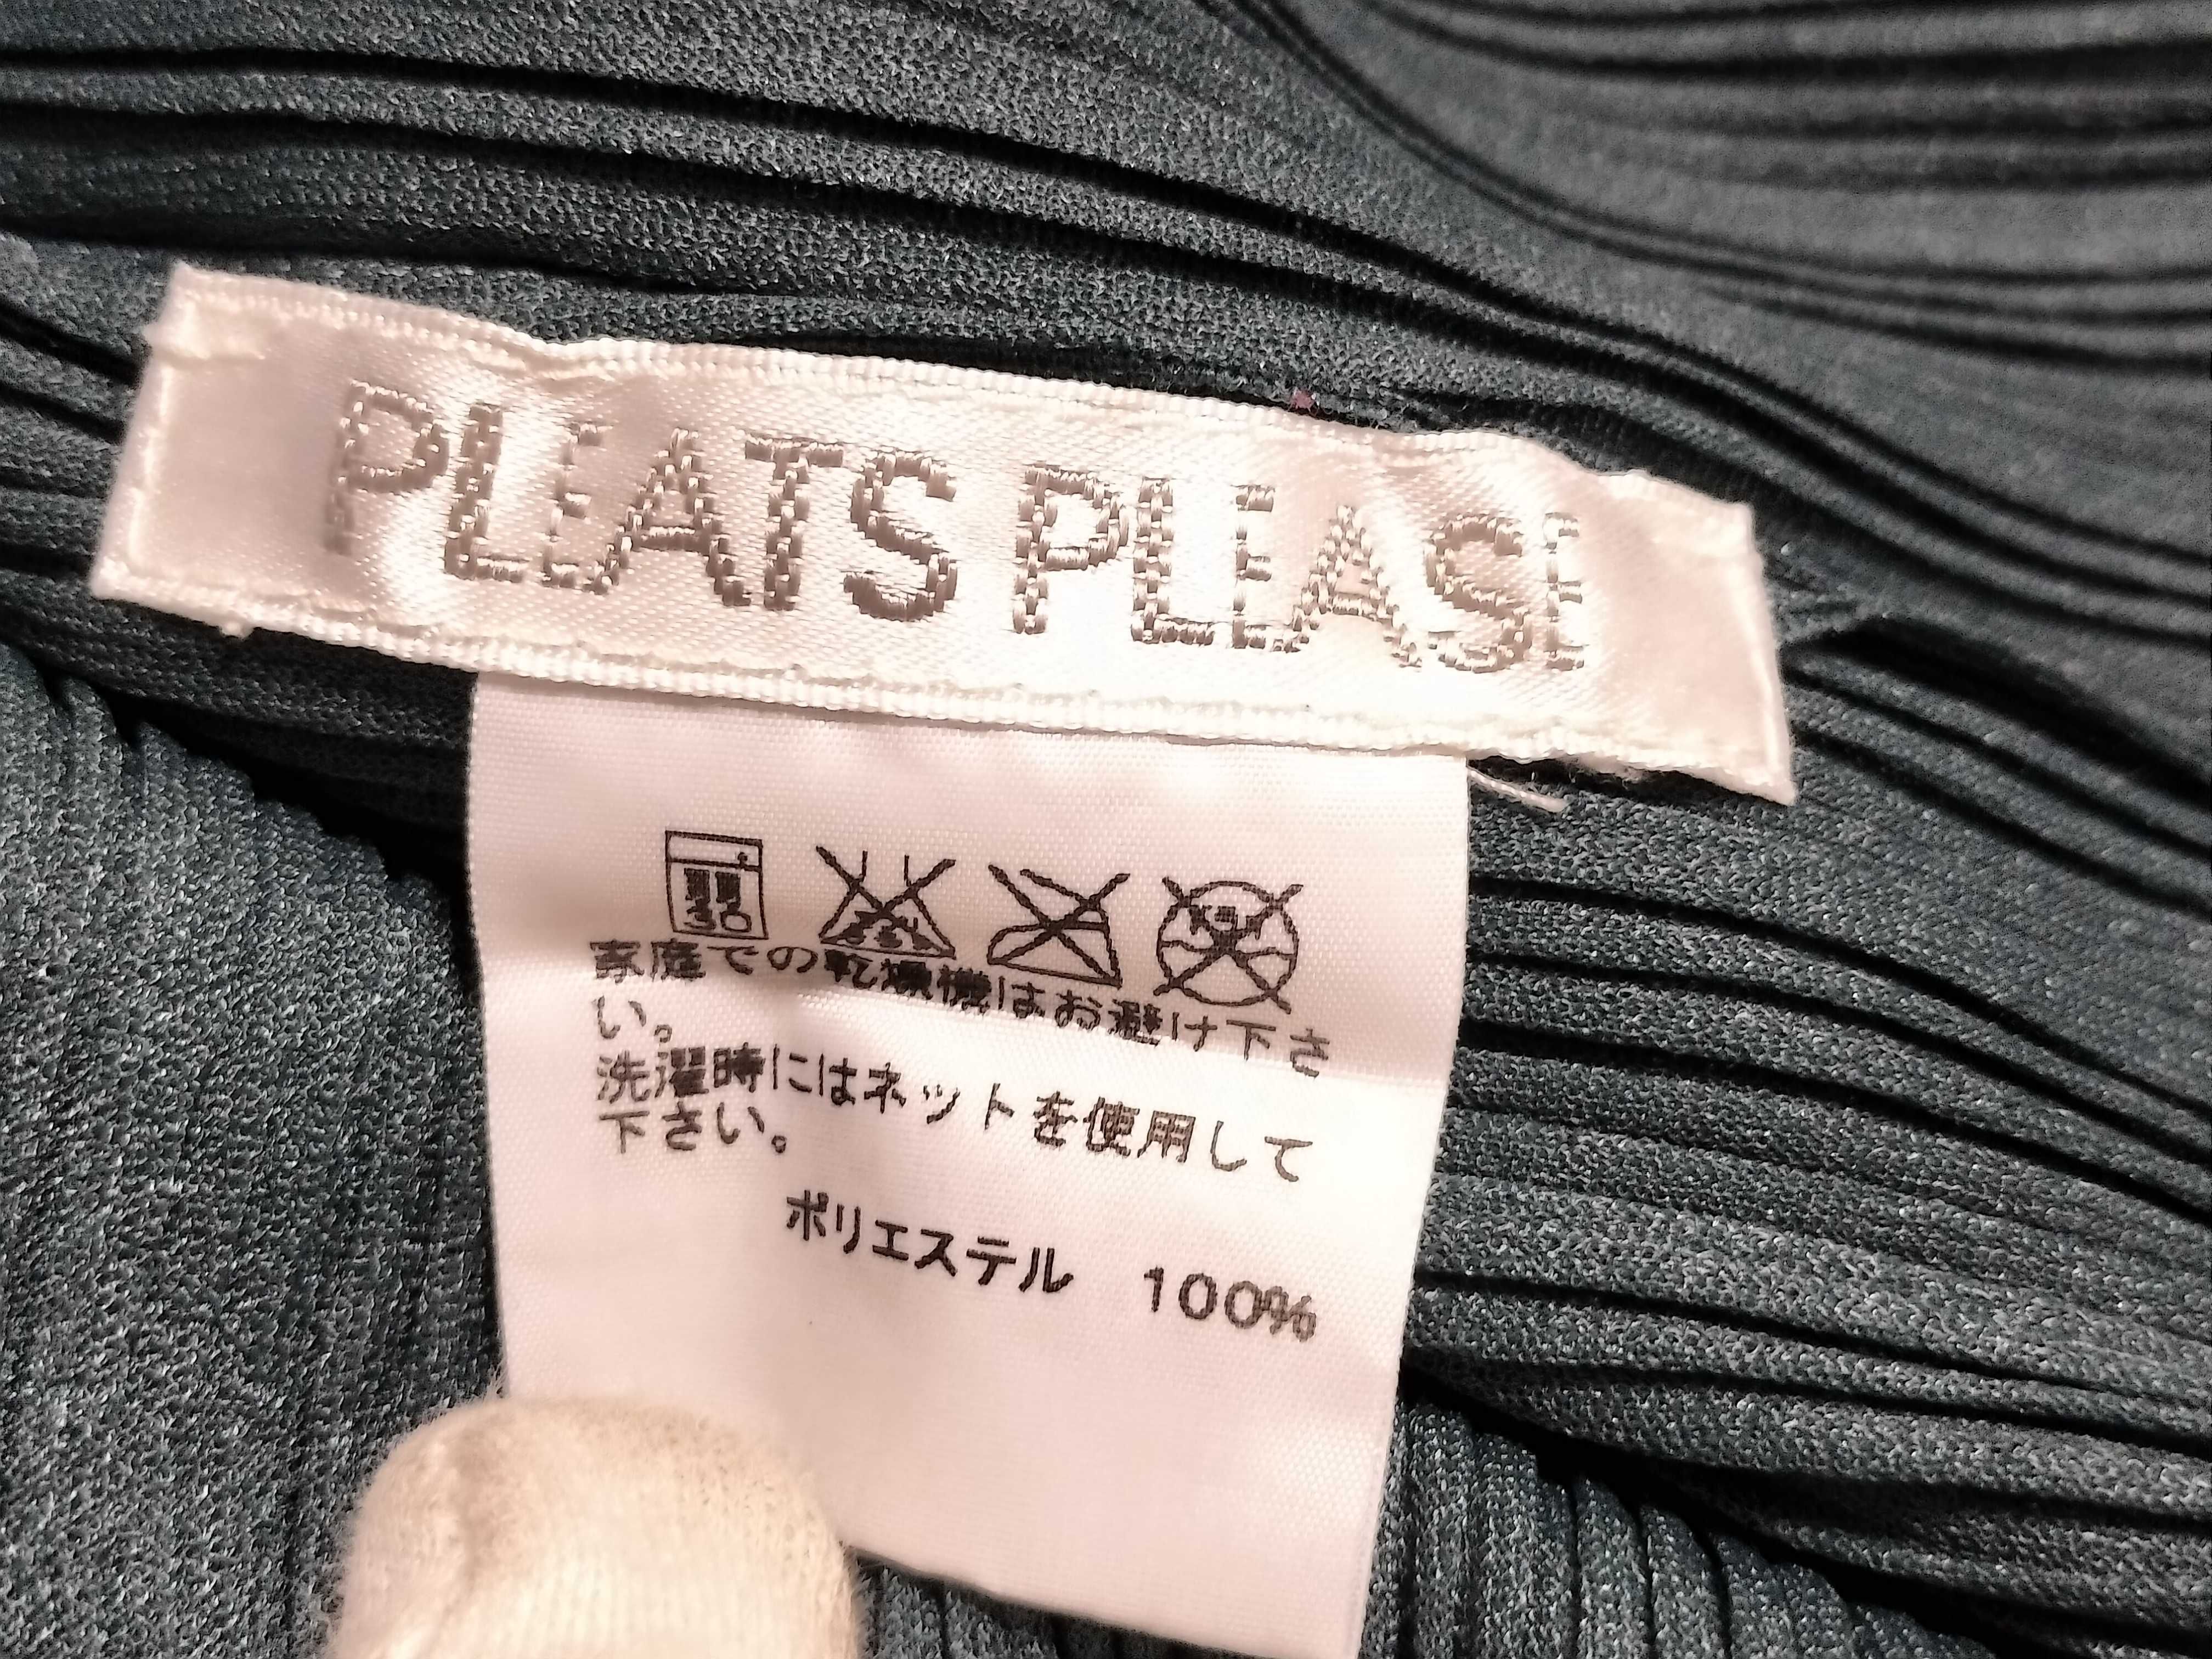 PLEATS PLEASE
30
家庭での乾燥機はお避け下さ
い。
洗濯時にはネットを使用して
下さい。
ポリエステル 100%